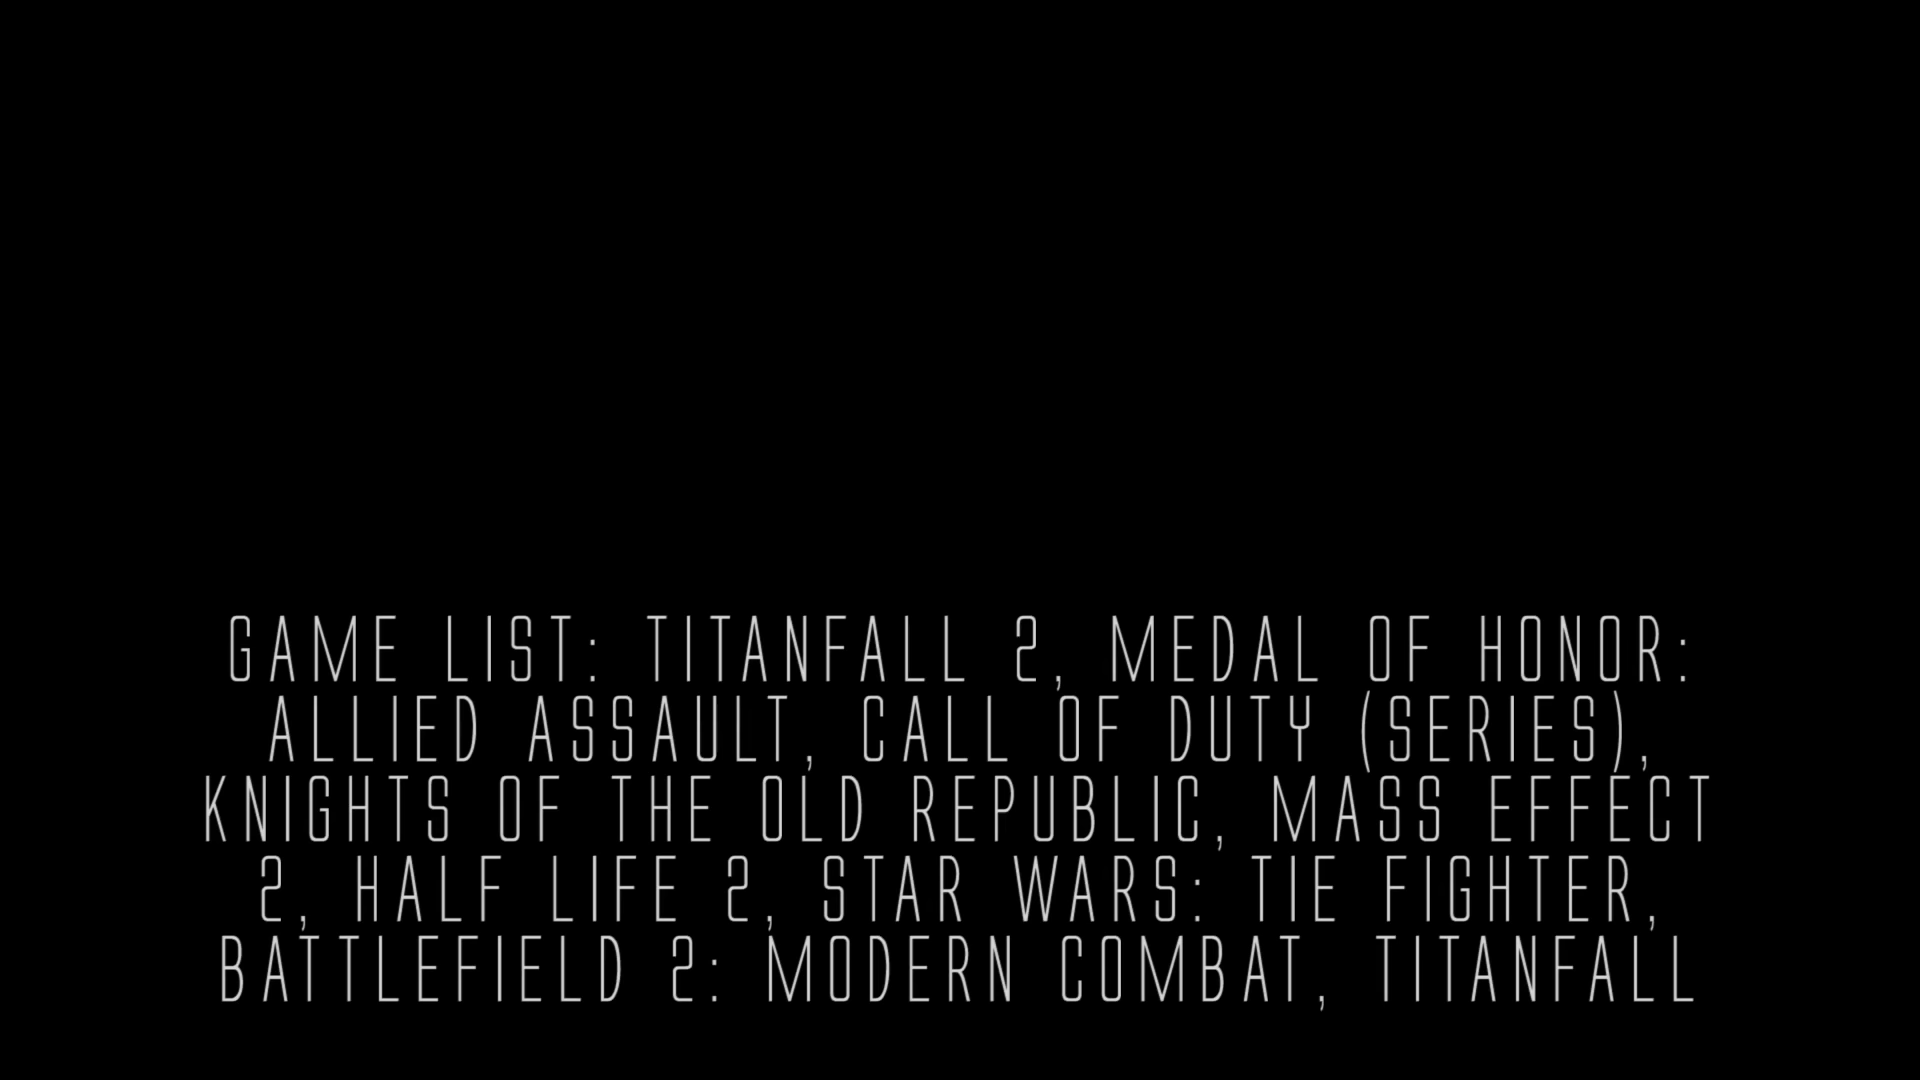 GAME LIST: TITANFALL 2, MEDAL OF HONOR:
ALLIED ASSAULT, CALL OF DUTY (SERIES),
KNIGHTS OF THE OLD REPUBLIC, MASS EFFECT
2, HALF LIFE 2, STAR WARS: TIE FIGHTER,
BATTLEFIELD 2: MODERN COMBAT, TITANFALL